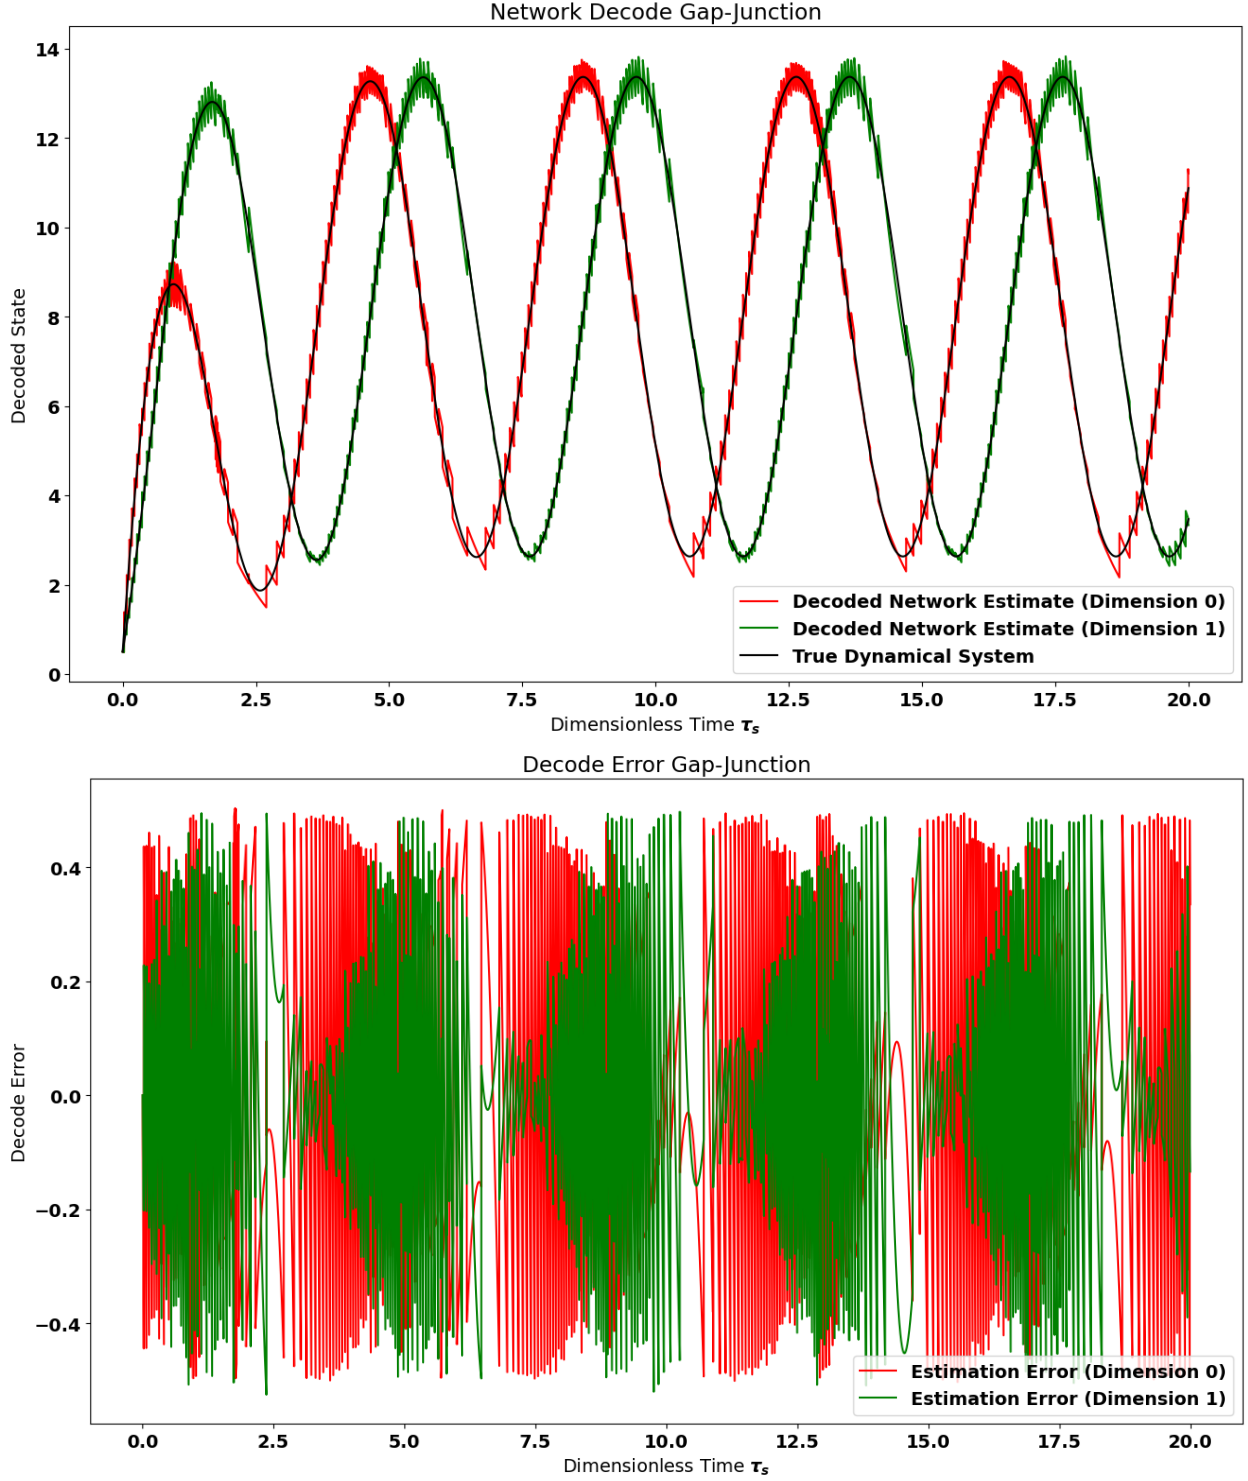 Network Decode Gap-Junction
14
12
10
8
6
4
2
0
Decoded State
Decoded Network Estimate (Dimension 0)
Decoded Network Estimate (Dimension 1)
True Dynamical System
0.0 2.5 5.0 7.5 10.0 12.5 15.0 17.5 20.0
Dimensionless Time τs
Decode Error Gap-Junction
0.4
0.2
0.0
−0.2
−0.4
Decode Error
Estimation Error (Dimension 0)
Estimation Error (Dimension 1)
0.0 2.5 5.0 7.5 10.0 12.5 15.0 17.5 20.0
Dimensionless Time τs